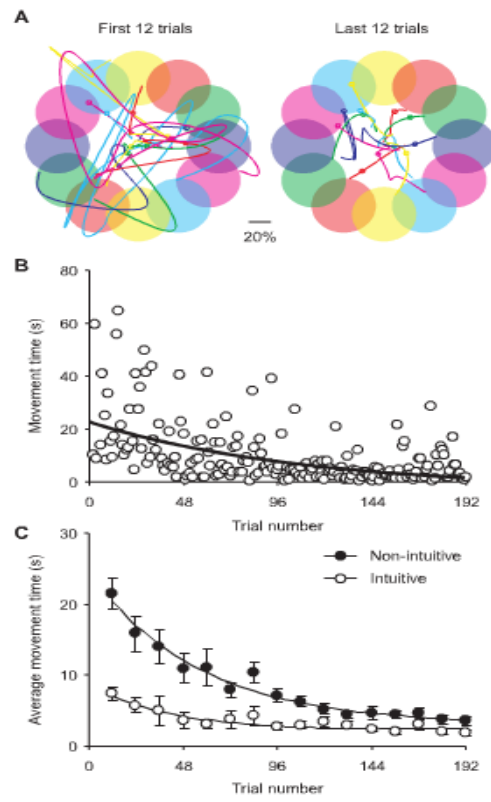 A
First 12 trials Last 12 trials
20%
B
80
60
40
20
0
Movement time (s)
0 48 96 144 192
Trial number
C
30
20
10
0
Average movement time (s)
Non-intuitive
Intuitive
0 48 96 144 192
Trial number